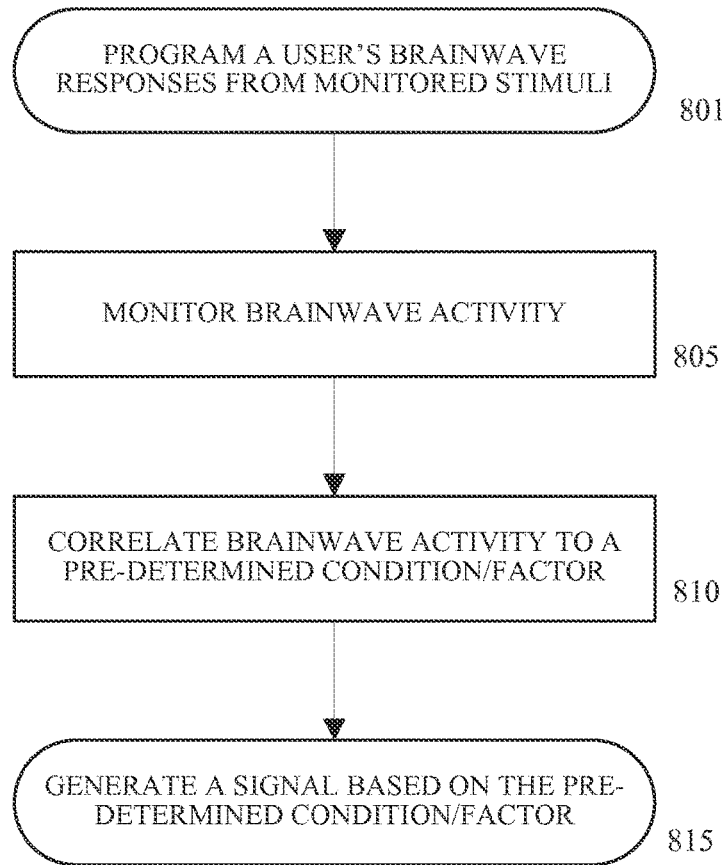 PROGRAM A USER'S BRAINWAVE
RESPONSES FROM MONITORED STIMULI
801
MONITOR BRAINWAVE ACTIVITY
805
CORRELATE BRAINWAVE ACTIVITY TO A
PRE-DETERMINED CONDITION/FACTOR
810
GENERATE A SIGNAL BASED ON THE PRE-
DETERMINED CONDITION/FACTOR
815